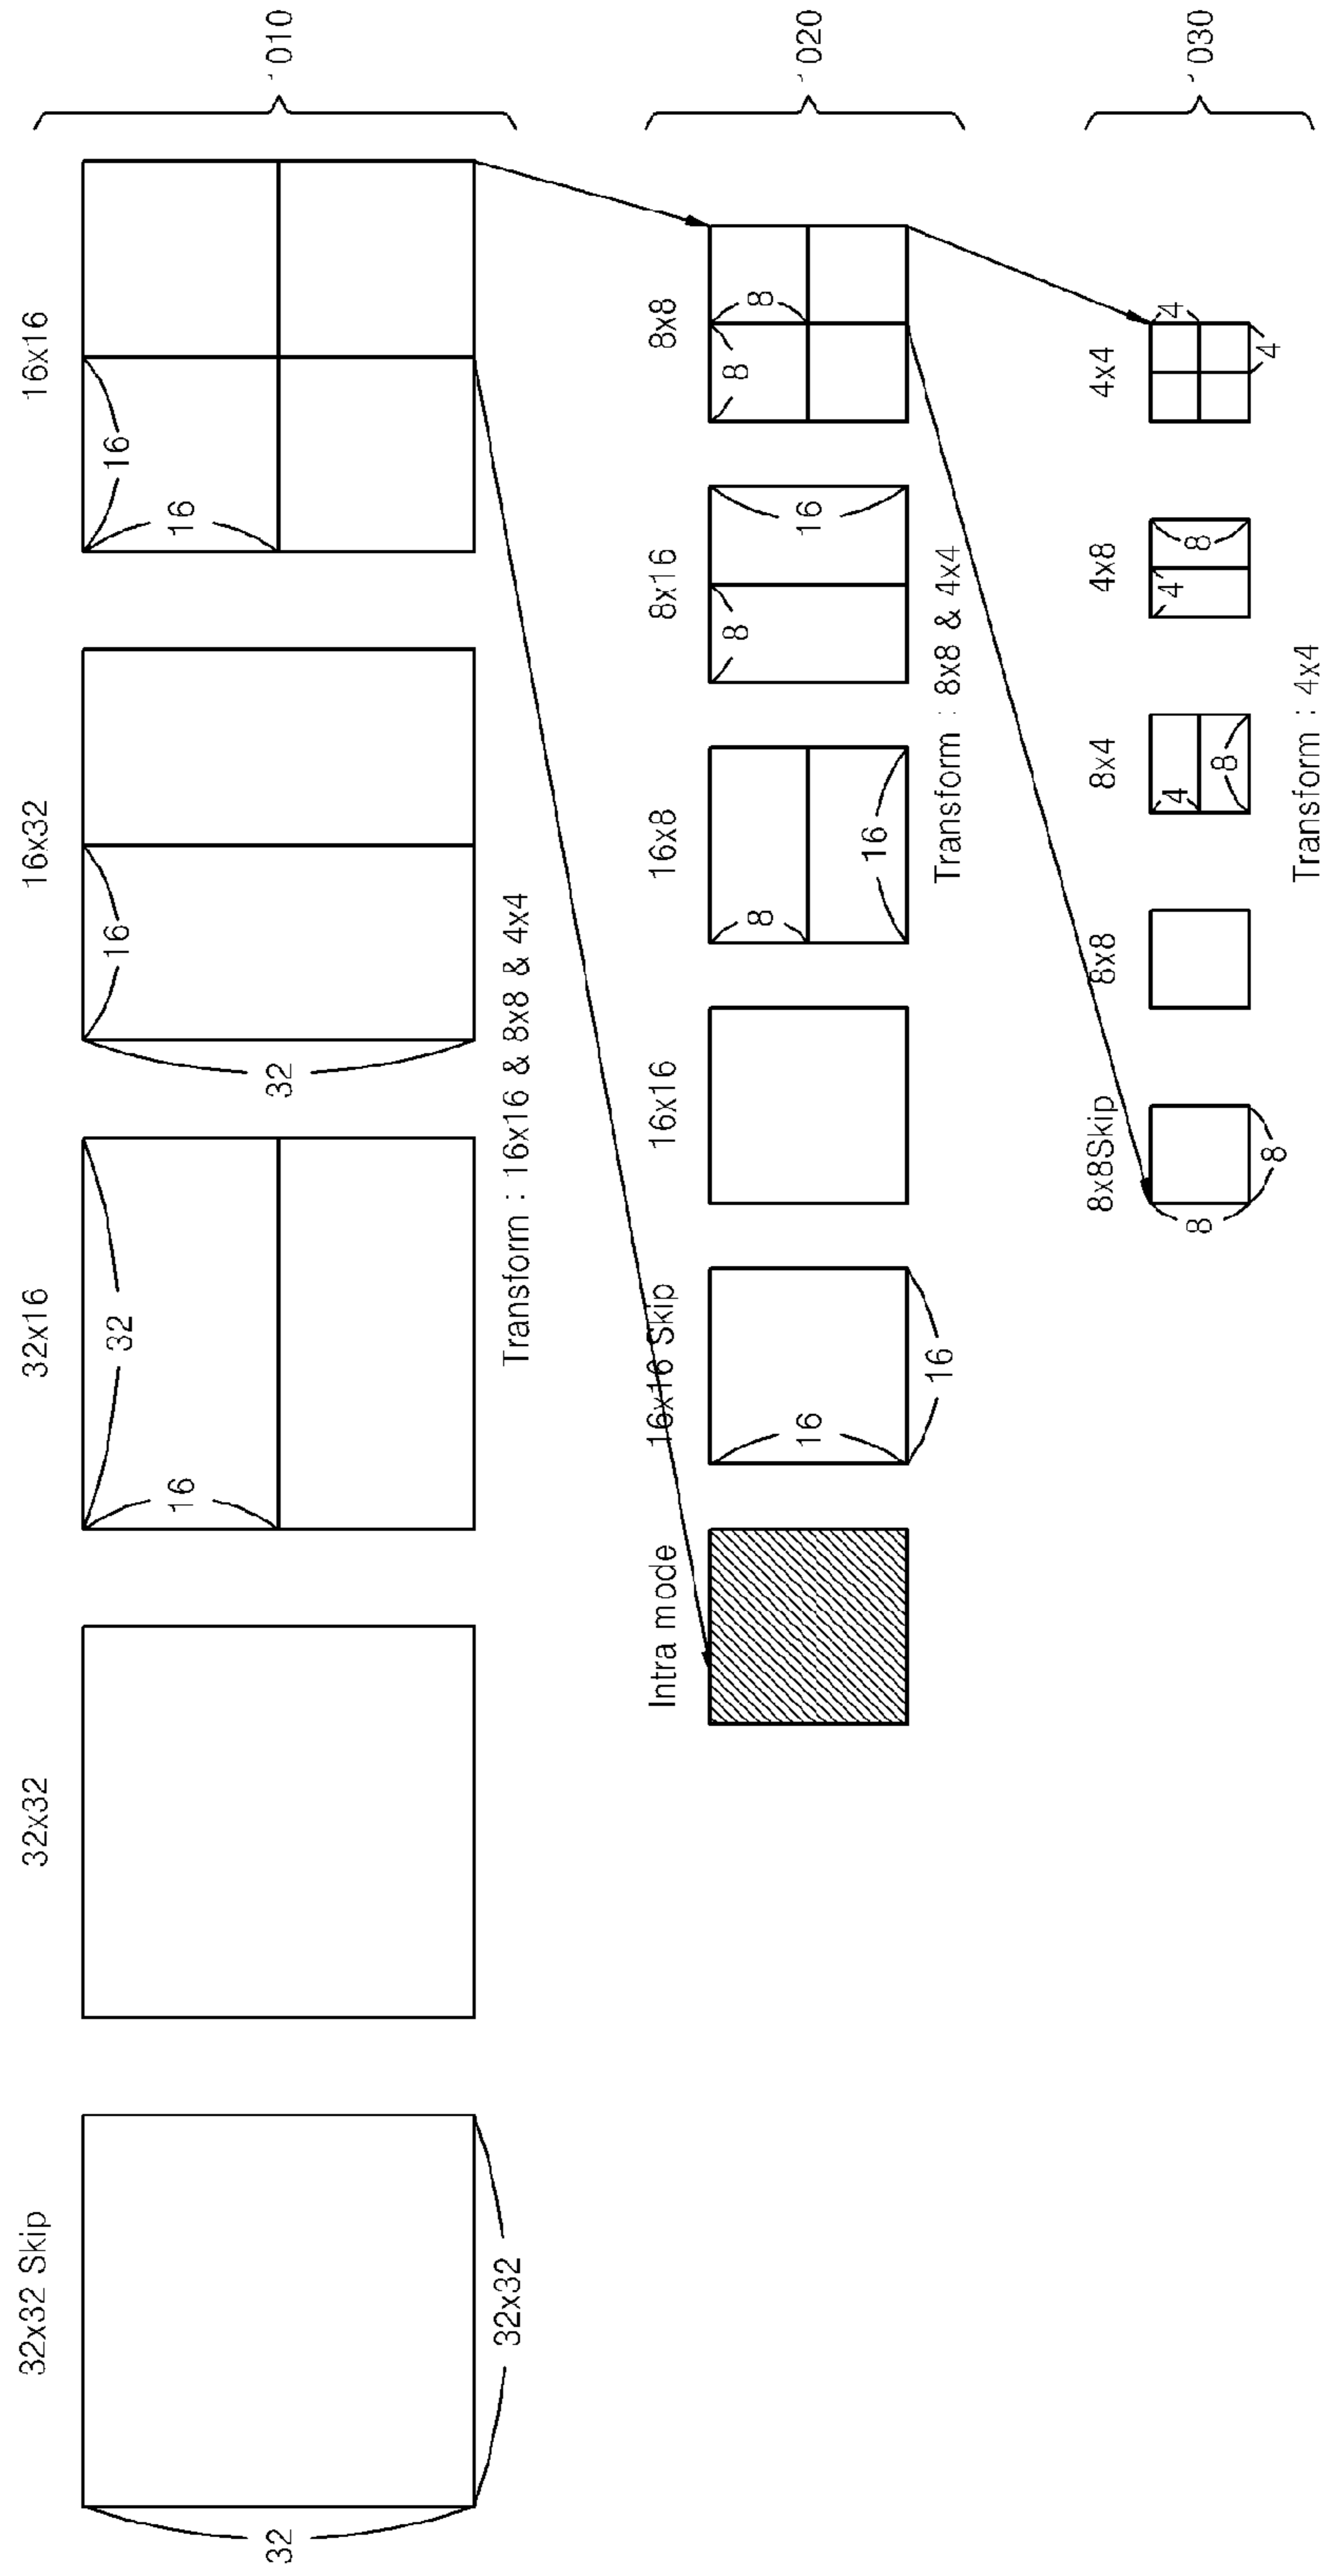 32x32 Skip
32x32
32x16
16x32
16x16
32
32x32
16
32
32
16
16
16
Transform : 16x16 & 8x8 & 4x4
010
Intra mode
16x16 Skip
16x16
16x8
8x16
8x8
16
16
8
16
8
16
8
8
Transform : 8x8 & 4x4
020
8x8Skip
8x8
8x4
4x8
4x4
8
8
4
8
4
8
4
4
Transform : 4x4
030